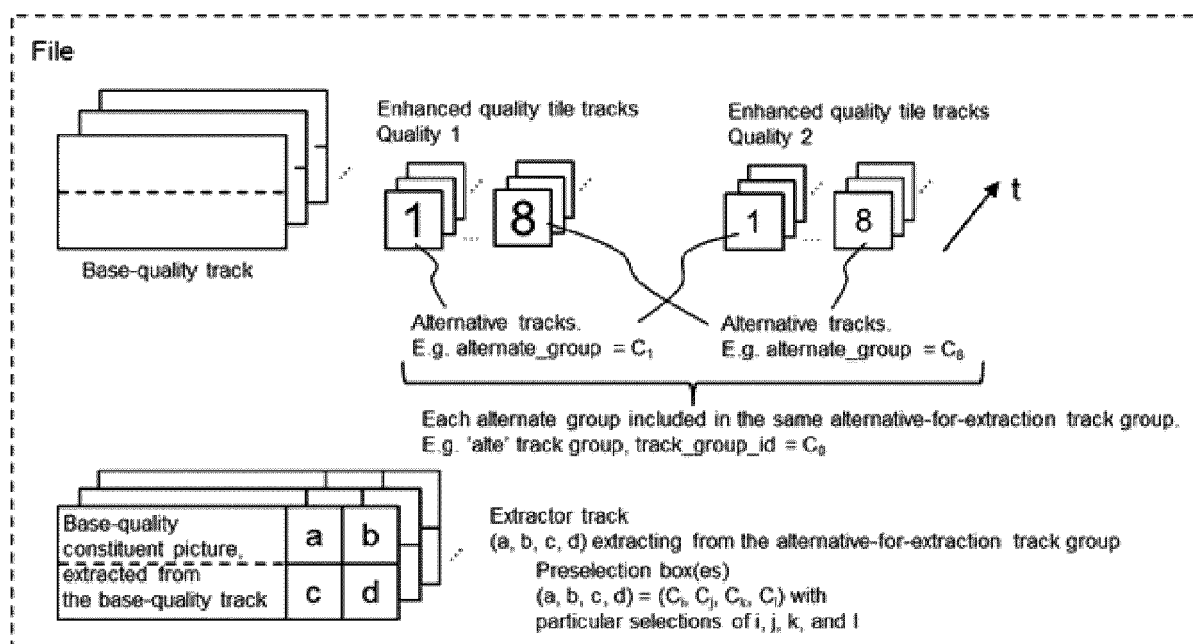 File
Enhanced quality tile tracks
Quality 1
Enhanced quality tile tracks
Quality 2
1
...
8
1
...
8
t
Base-quality track
Alternative tracks.
E.g. alternate_group = C₁
Alternative tracks.
E.g. alternate_group = C₈
Each alternate group included in the same alternative-for-extraction track group.
E.g. 'alte' track group, track_group_id = C₀
Base-quality
constituent picture,
extracted from
the base-quality track
a
b
c
d
Extractor track
(a, b, c, d) extracting from the alternative-for-extraction track group
Preselection box(es)
(a, b, c, d) = (Cᵢ, Cⱼ, Cₖ, Cₗ) with
particular selections of i, j, k, and l